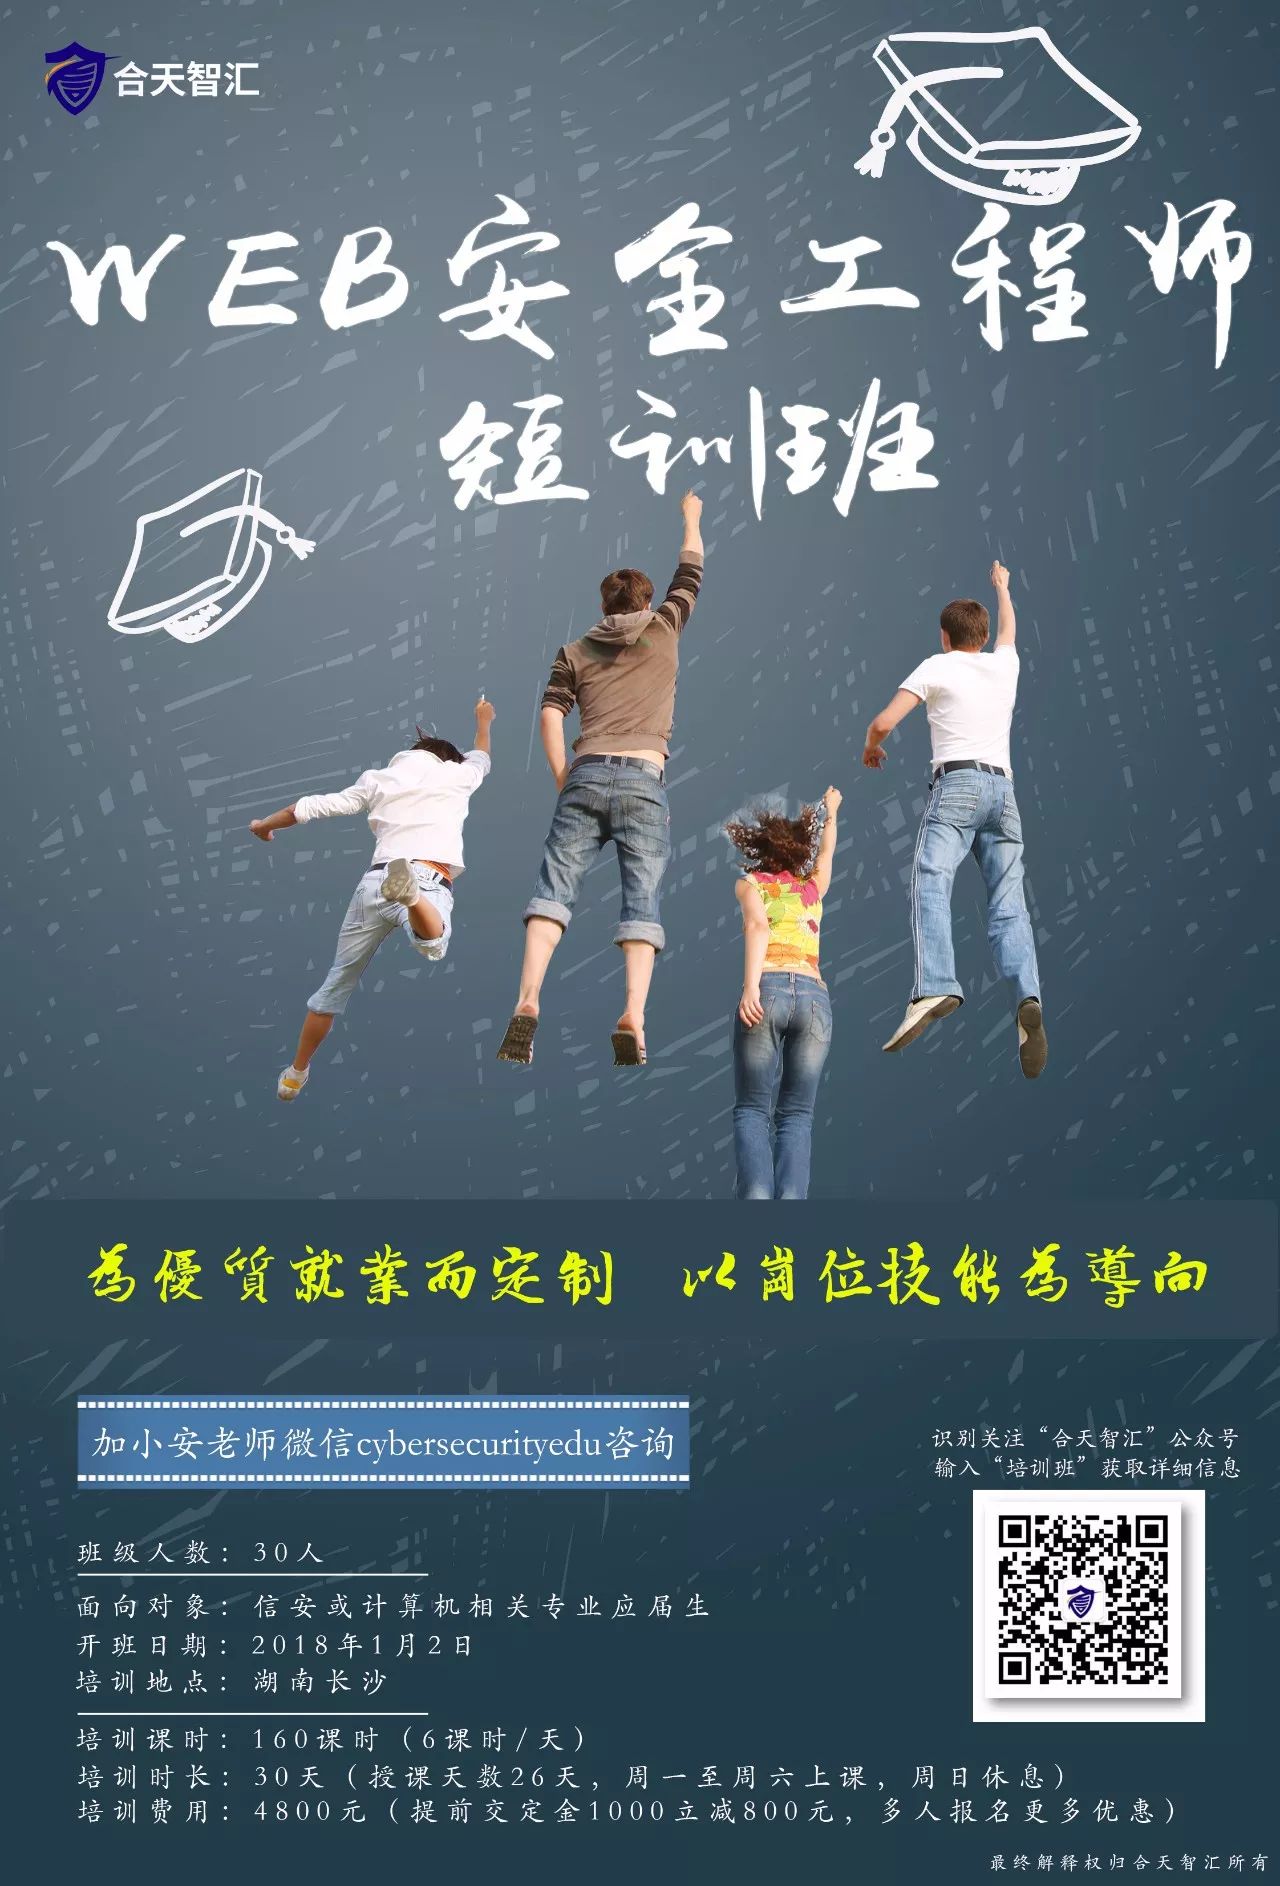 合天智汇
WEB安全工程师
短训班
為優質就業而定制 以崗位技能為導向
加小安老师微信cybersecurityedu咨询
识别关注“合天智汇”公众号
输入“培训班”获取详细信息
班级人数：30人
面向对象：信安或计算机相关专业应届生
开班日期：2018年1月2日
培训地点：湖南长沙
培训课时：160课时（6课时/天）
培训时长：30天（授课天数26天，周一至周六上课，周日休息）
培训费用：4800元（提前交定金1000立减800元，多人报名更多优惠）
最终解释权归合天智汇所有